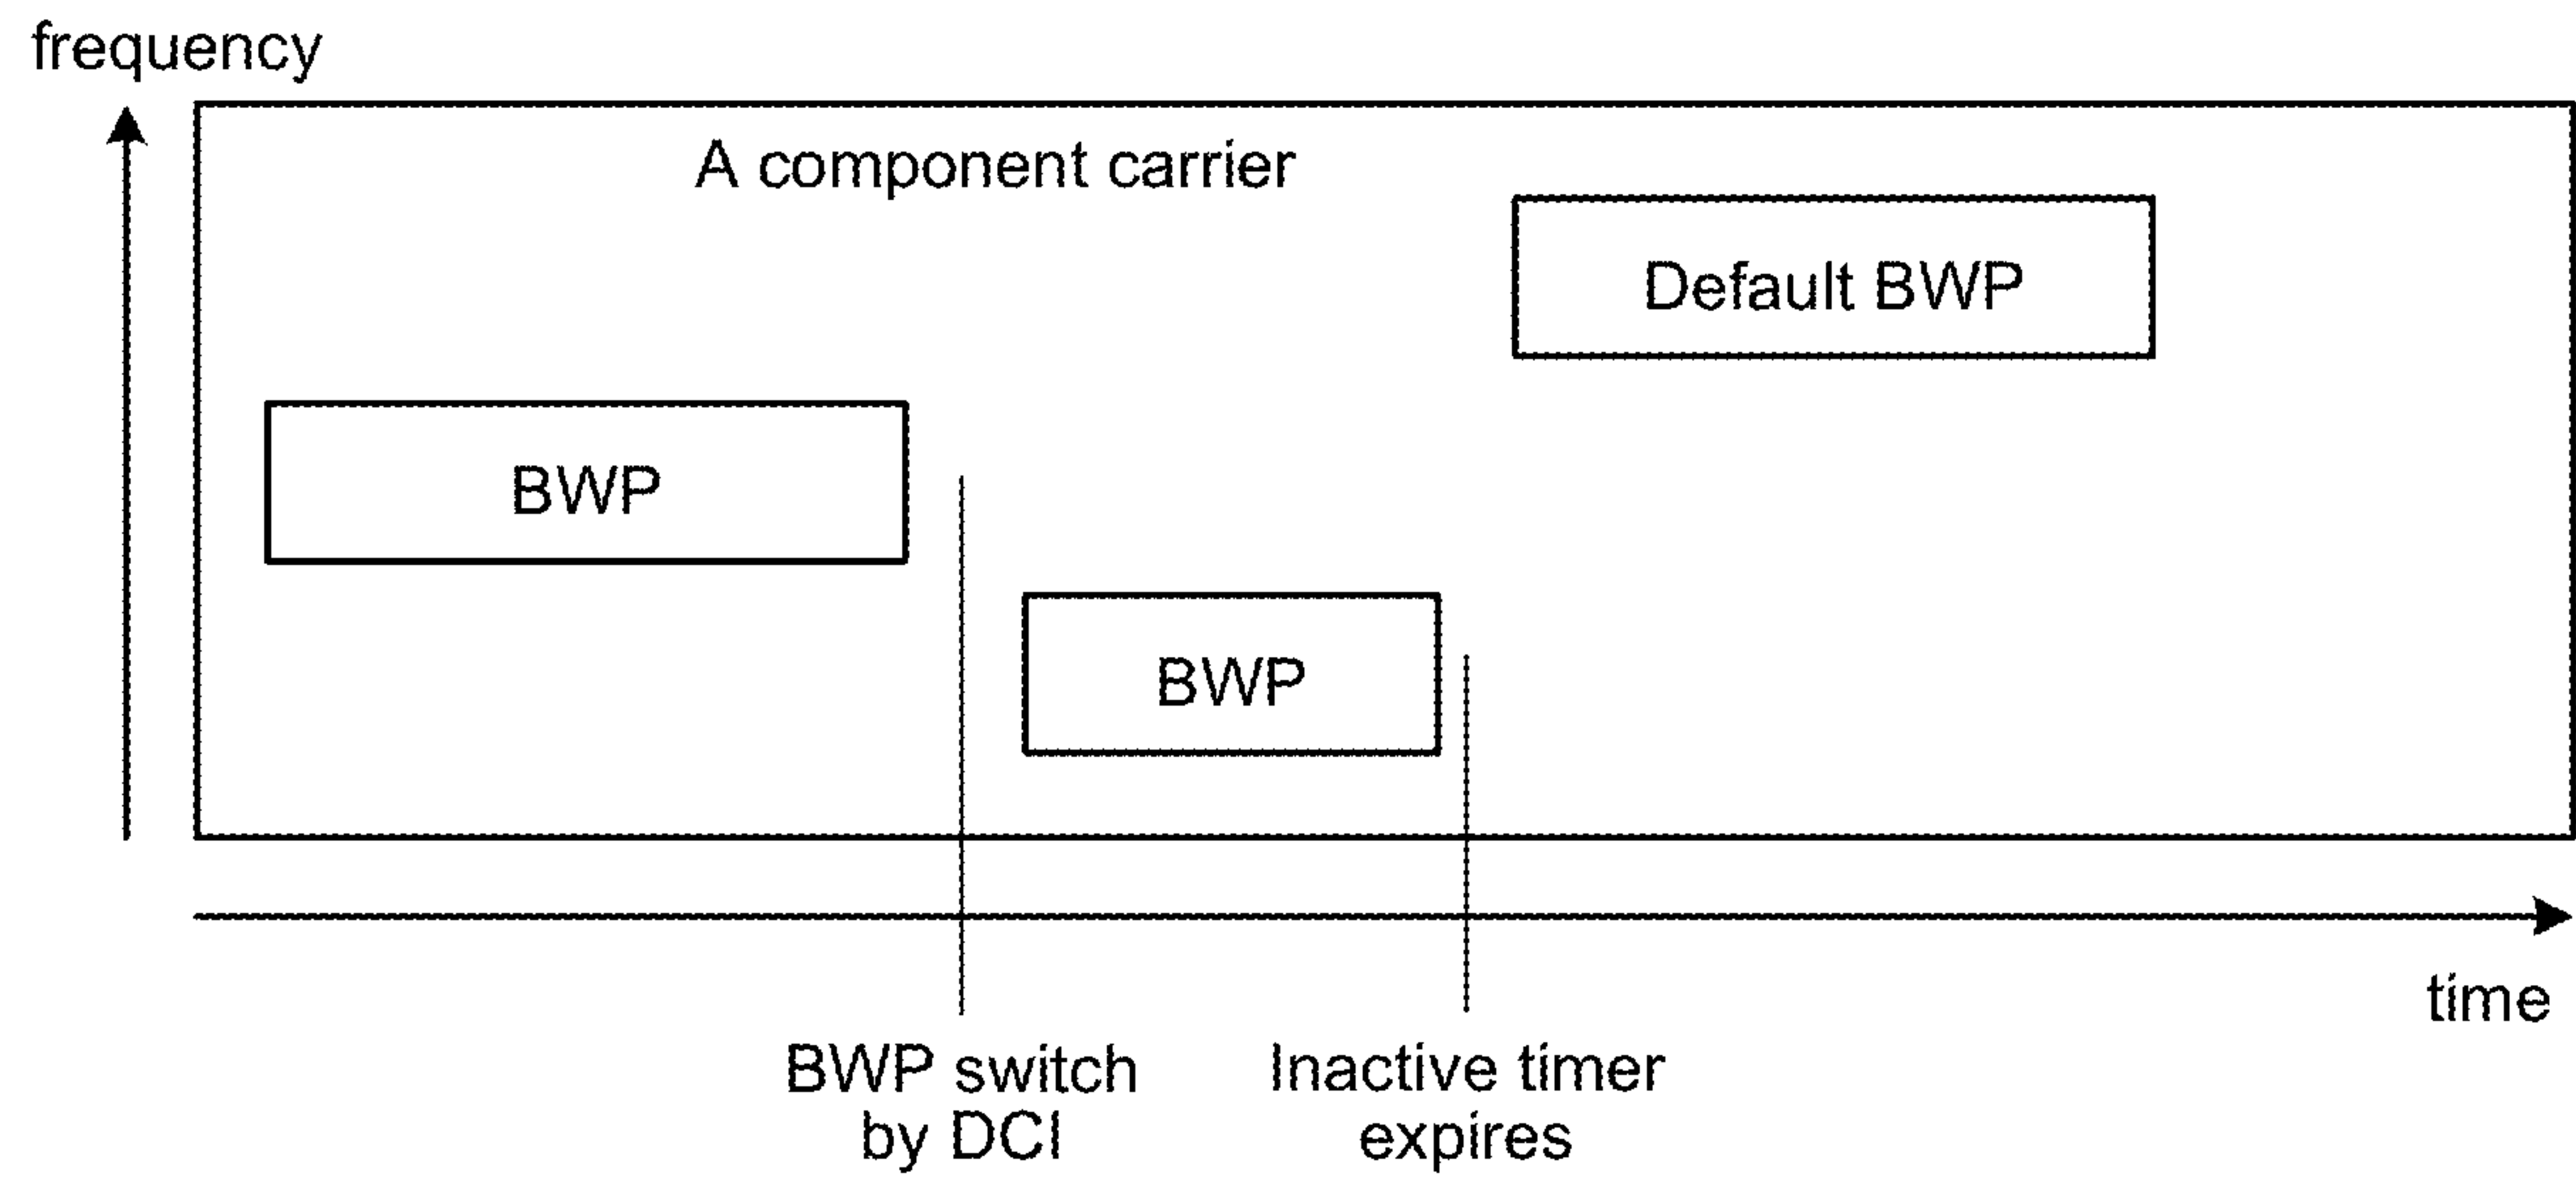 frequency
A component carrier
Default BWP
BWP
BWP
time
BWP switch
by DCI
Inactive timer
expires